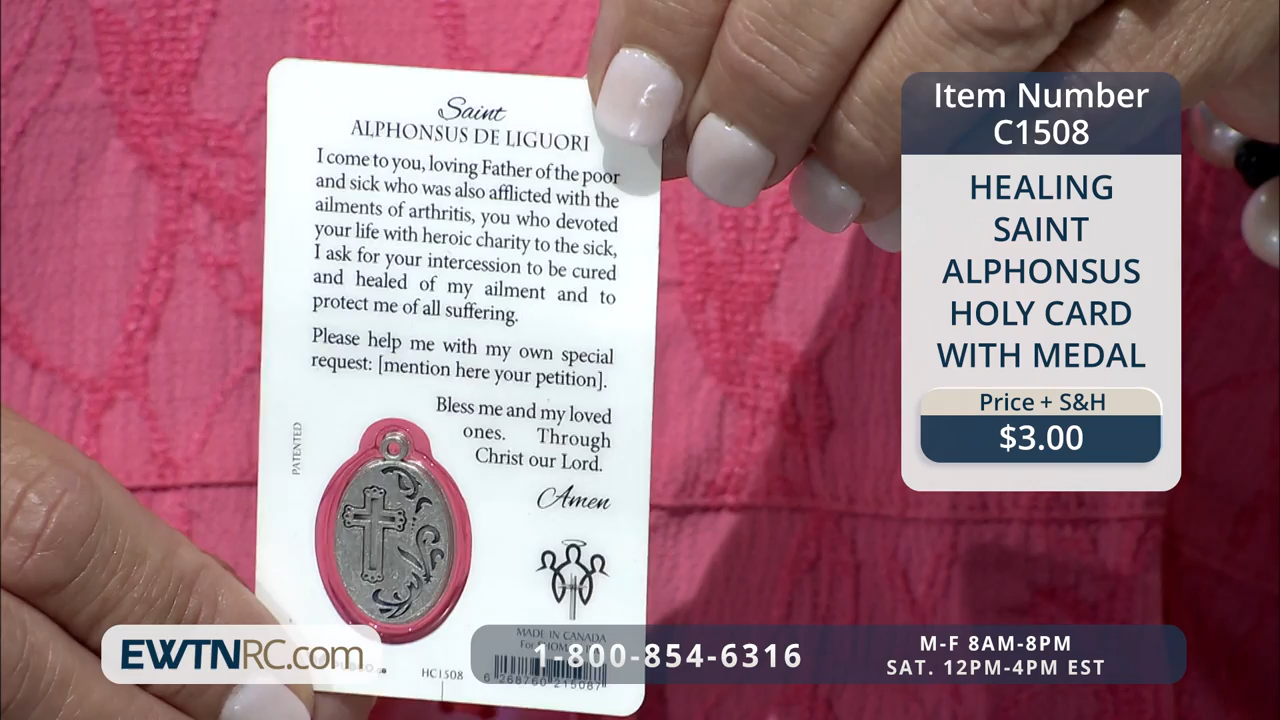 Saint
ALPHONSUS DE LIGUORI
I come to you, loving Father of the poor
and sick who was also afflicted with the
ailments of arthritis, you who devoted
your life with heroic charity to the sick,
I ask for your intercession to be cured
and healed of my ailment and to
protect me of all suffering.
Please help me with my own special
request: [mention here your petition].
Bless me and my loved
ones. Through
Christ our Lord.
Amen
PATENTED
MADE IN CANADA
HC1508
6 268760 215087
Item Number
C1508
HEALING
SAINT
ALPHONSUS
HOLY CARD
WITH MEDAL
Price + S&H
$3.00
EWTNRC.com
1-800-854-6316
M-F 8AM-8PM
SAT. 12PM-4PM EST